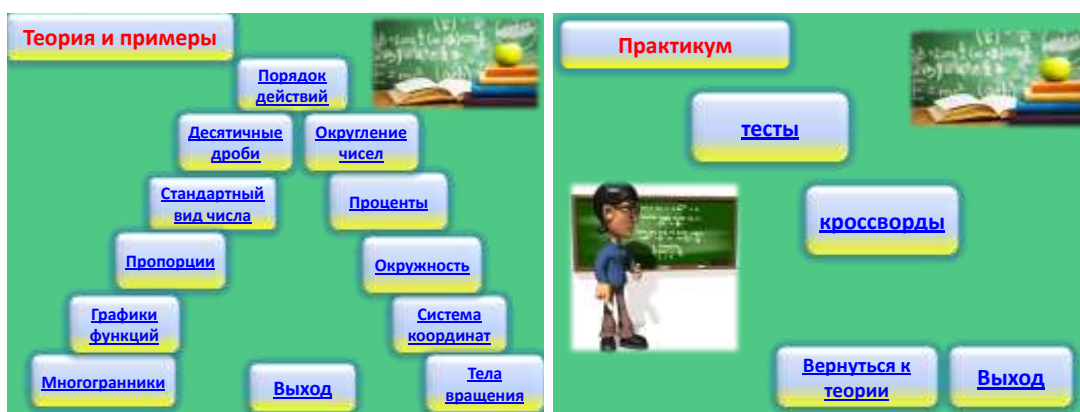 Теория и примеры
Порядок
действий
Десятичные
дроби
Округление
чисел
Стандартный
вид числа
Проценты
Пропорции
Окружность
Графики
функций
Система
координат
Многогранники
Выход
Тела
вращения
Практикум
тесты
кроссворды
Вернуться к
теории
Выход